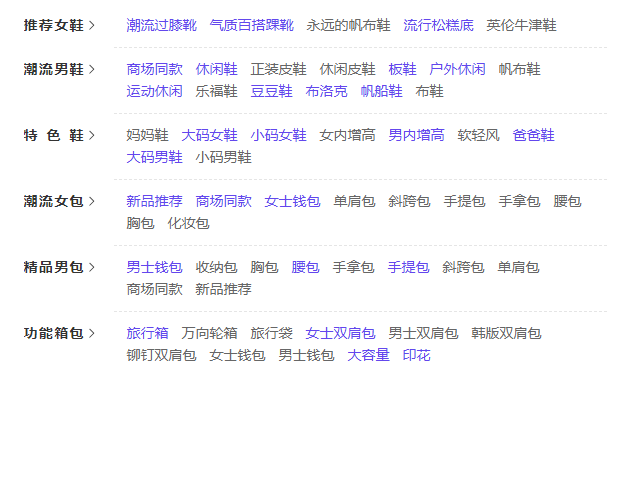 推荐女鞋 > 潮流过膝靴 气质百搭踝靴 永远的帆布鞋 流行松糕底 英伦牛津鞋
潮流男鞋 > 商场同款 休闲鞋 正装皮鞋 休闲皮鞋 板鞋 户外休闲 帆布鞋
运动休闲 乐福鞋 豆豆鞋 布洛克 帆船鞋 布鞋
特 色 鞋 > 妈妈鞋 大码女鞋 小码女鞋 女内增高 男内增高 软轻风 爸爸鞋
大码男鞋 小码男鞋
潮流女包 > 新品推荐 商场同款 女士钱包 单肩包 斜跨包 手提包 手拿包 腰包
胸包 化妆包
精品男包 > 男士钱包 收纳包 胸包 腰包 手拿包 手提包 斜跨包 单肩包
商场同款 新品推荐
功能箱包 > 旅行箱 万向轮箱 旅行袋 女士双肩包 男士双肩包 韩版双肩包
铆钉双肩包 女士钱包 男士钱包 大容量 印花